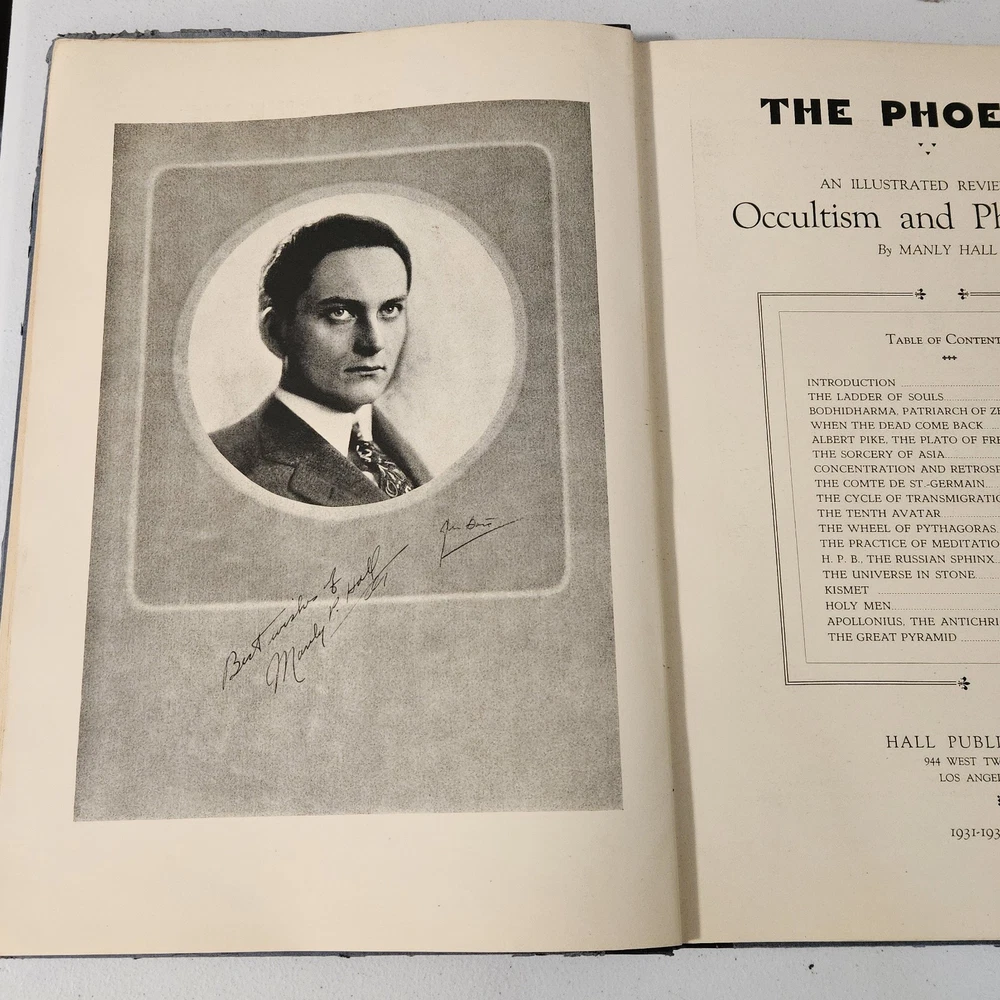 Best wishes of
Manly P. Hall
THE PHOE
AN ILLUSTRATED REVIE
Occultism and Ph
By MANLY HALL
TABLE OF CONTENT
INTRODUCTION
THE LADDER OF SOULS
BODHIDHARMA, PATRIARCH OF ZE
WHEN THE DEAD COME BACK
ALBERT PIKE, THE PLATO OF FRE
THE SORCERY OF ASIA
CONCENTRATION AND RETROSP
THE COMTE DE ST.-GERMAIN
THE CYCLE OF TRANSMIGRATIO
THE TENTH AVATAR
THE WHEEL OF PYTHAGORAS
THE PRACTICE OF MEDITATIO
H. P. B., THE RUSSIAN SPHINX
THE UNIVERSE IN STONE
KISMET
HOLY MEN
APOLLONIUS, THE ANTICHRI
THE GREAT PYRAMID
HALL PUBLI
944 WEST TW
LOS ANGEL
1931-193